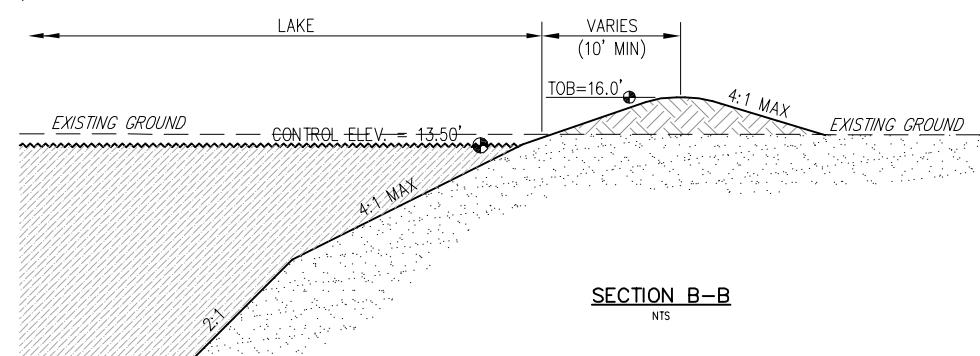 LAKE
VARIES
(10' MIN)
TOB=16.0'
4:1 MAX
EXISTING GROUND
CONTROL ELEV. = 13.50'
EXISTING GROUND
4:1 MAX
2:1
SECTION B-B
NTS